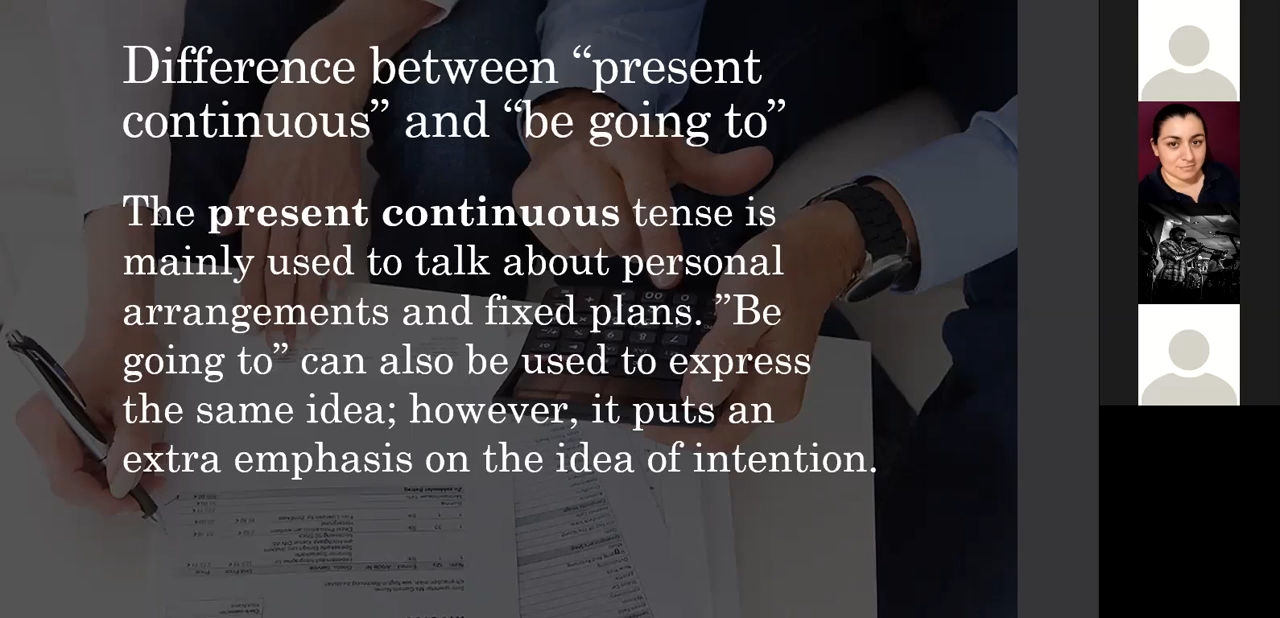 Difference between “present
continuous” and “be going to”
The present continuous tense is
mainly used to talk about personal
arrangements and fixed plans. ”Be
going to” can also be used to express
the same idea; however, it puts an
extra emphasis on the idea of intention.